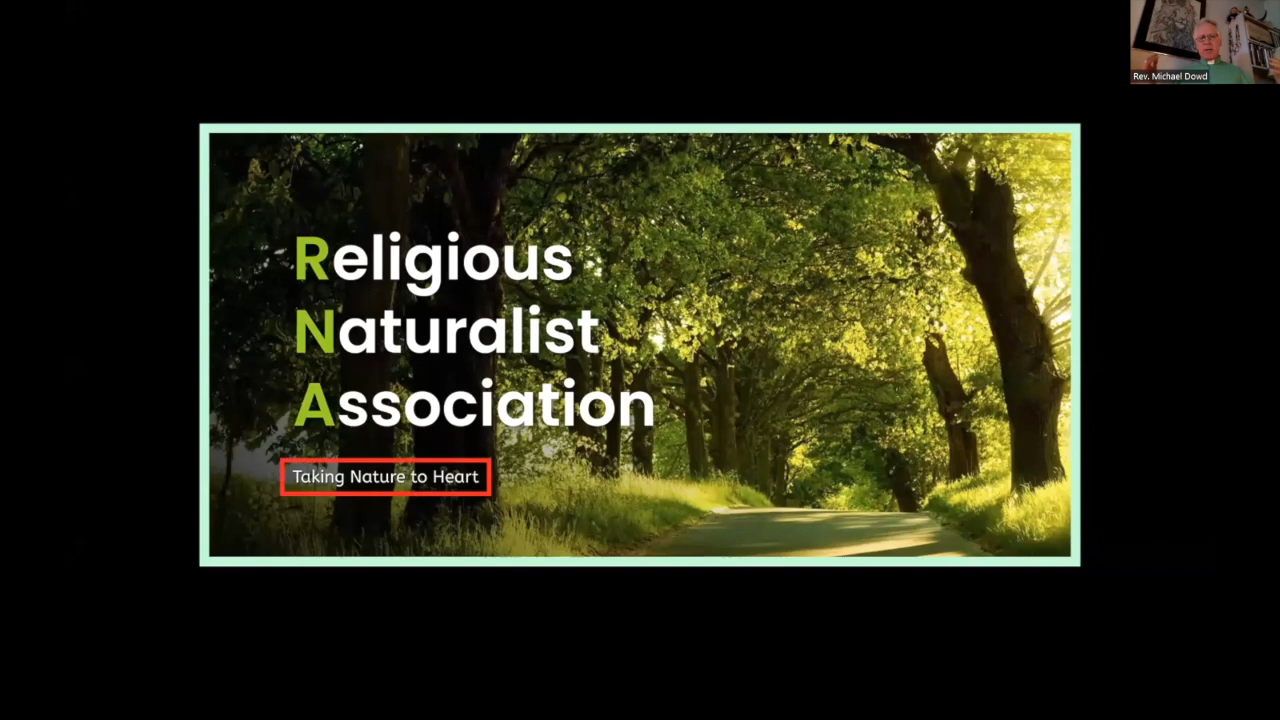 Rev. Michael Dowd
Religious
Naturalist
Association
Taking Nature to Heart